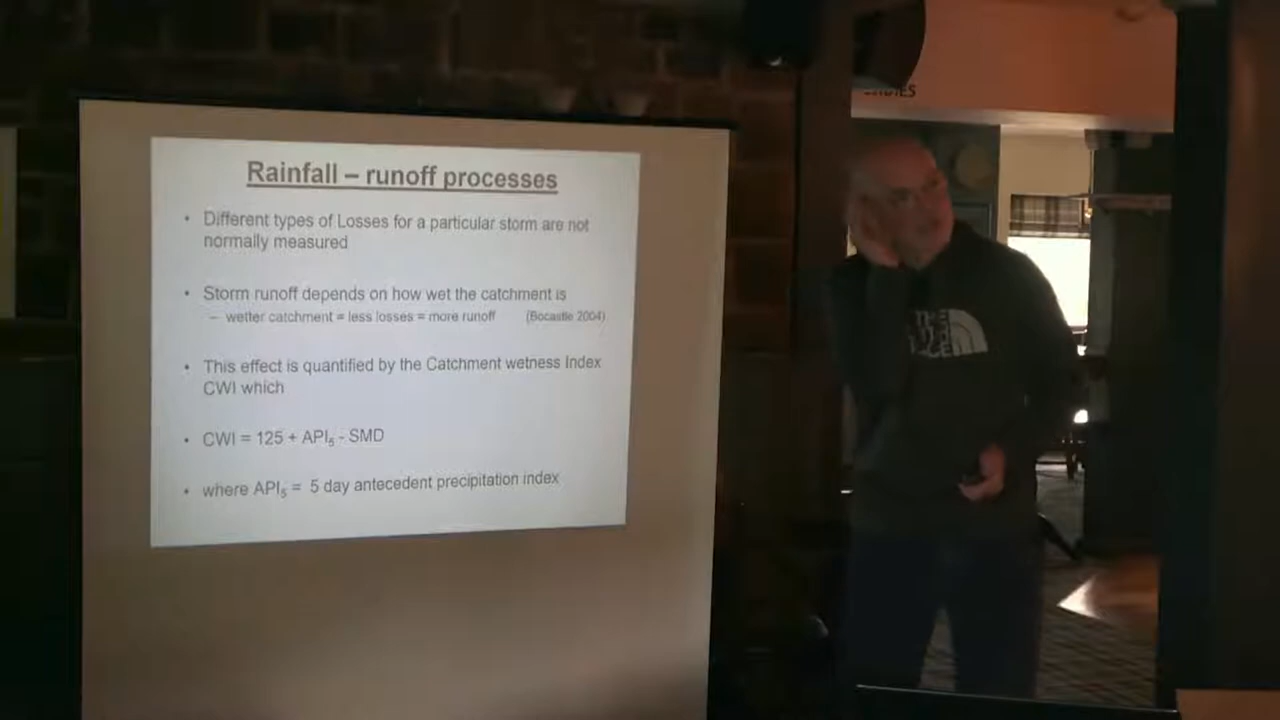 Rainfall – runoff processes
• Different types of Losses for a particular storm are not
normally measured
• Storm runoff depends on how wet the catchment is
– wetter catchment = less losses = more runoff (Bocastle 2004)
• This effect is quantified by the Catchment wetness Index
CWI which
• CWI = 125 + API₅ - SMD
• where API₅ = 5 day antecedent precipitation index
THE
NORTH
FACE